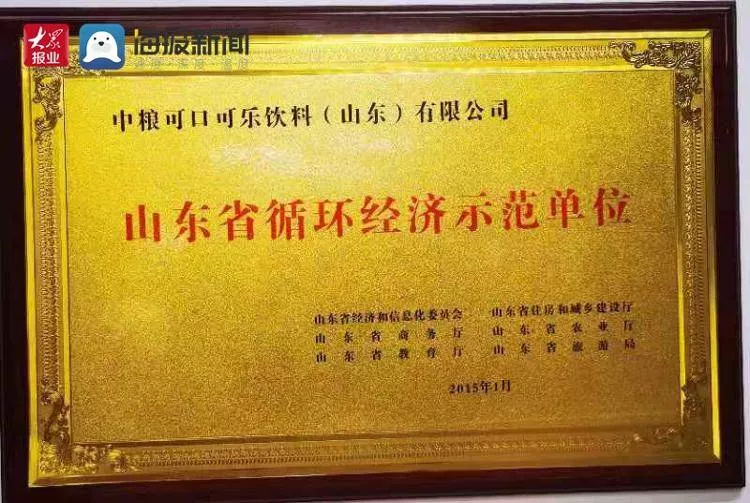 大众报业
海报新闻
中粮可口可乐饮料（山东）有限公司
山东省循环经济示范单位
山东省经济和信息化委员会 山东省住房和城乡建设厅
山东省商务厅 山东省农业厅
山东省教育厅 山东省旅游局
2015年1月